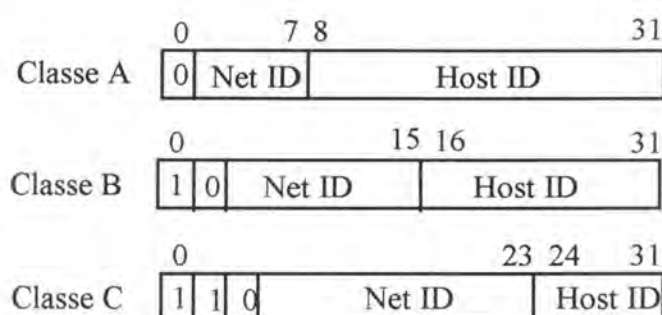 0 7 8 31
Classe A 0 Net ID Host ID
0 15 16 31
Classe B 1 0 Net ID Host ID
0 23 24 31
Classe C 1 1 0 Net ID Host ID